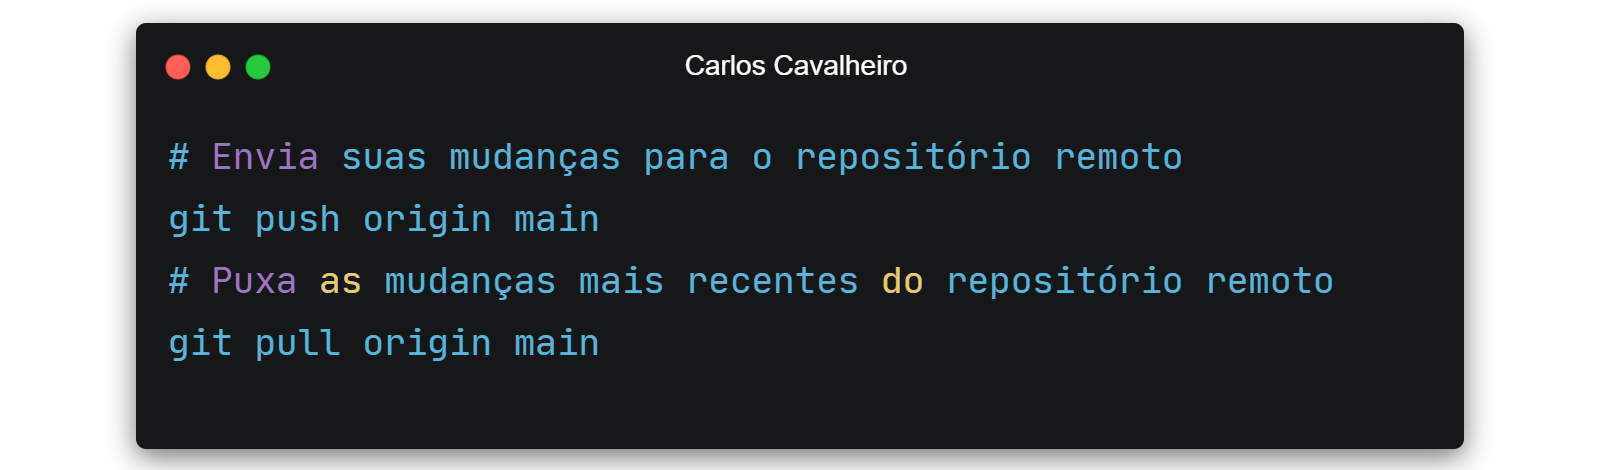 Carlos Cavalheiro
# Envia suas mudanças para o repositório remoto
git push origin main
# Puxa as mudanças mais recentes do repositório remoto
git pull origin main